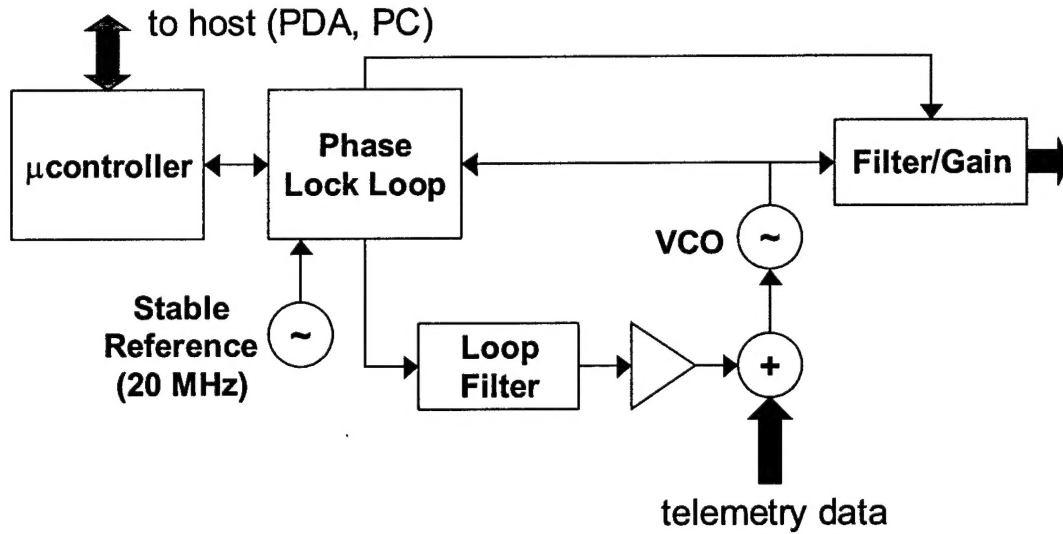 to host (PDA, PC)
μcontroller
Phase
Lock Loop
Filter/Gain
VCO
~
Stable
Reference
(20 MHz)
~
Loop
Filter
+
telemetry data